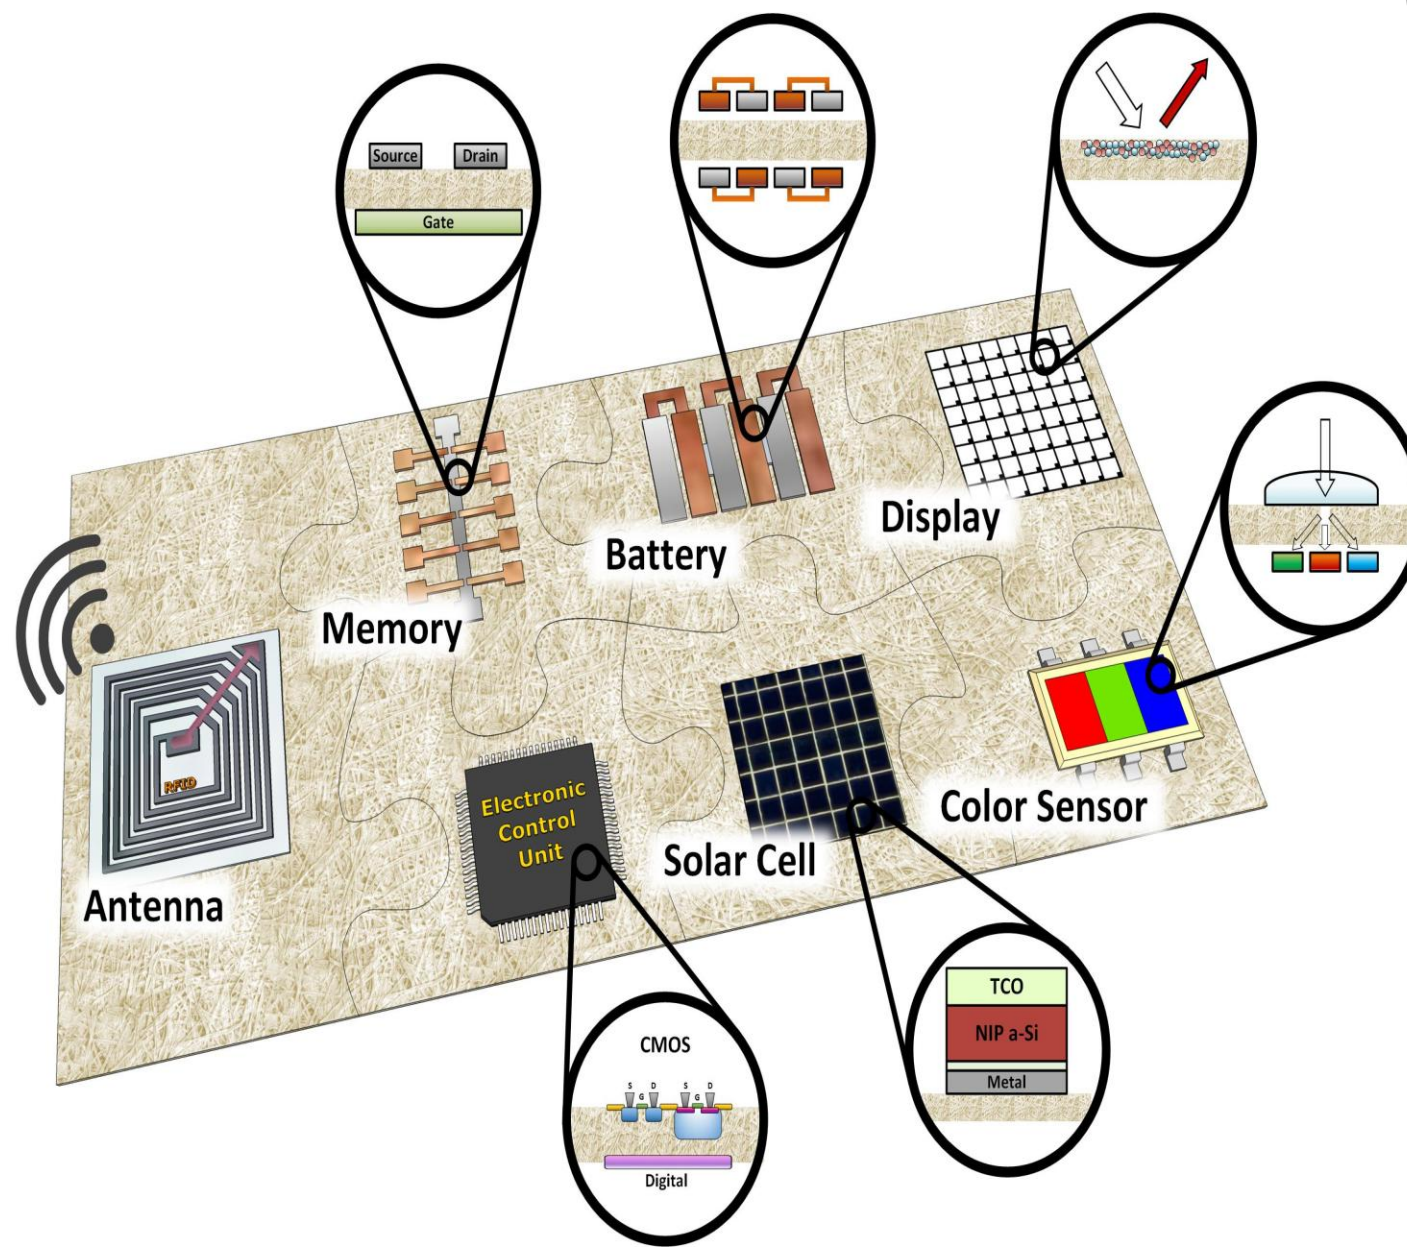 Source
Drain
Gate
Memory
Battery
Display
RFID
Antenna
Electronic
Control
Unit
Solar Cell
Color Sensor
CMOS
S
G
D
S
G
D
Digital
TCO
NIP a-Si
Metal